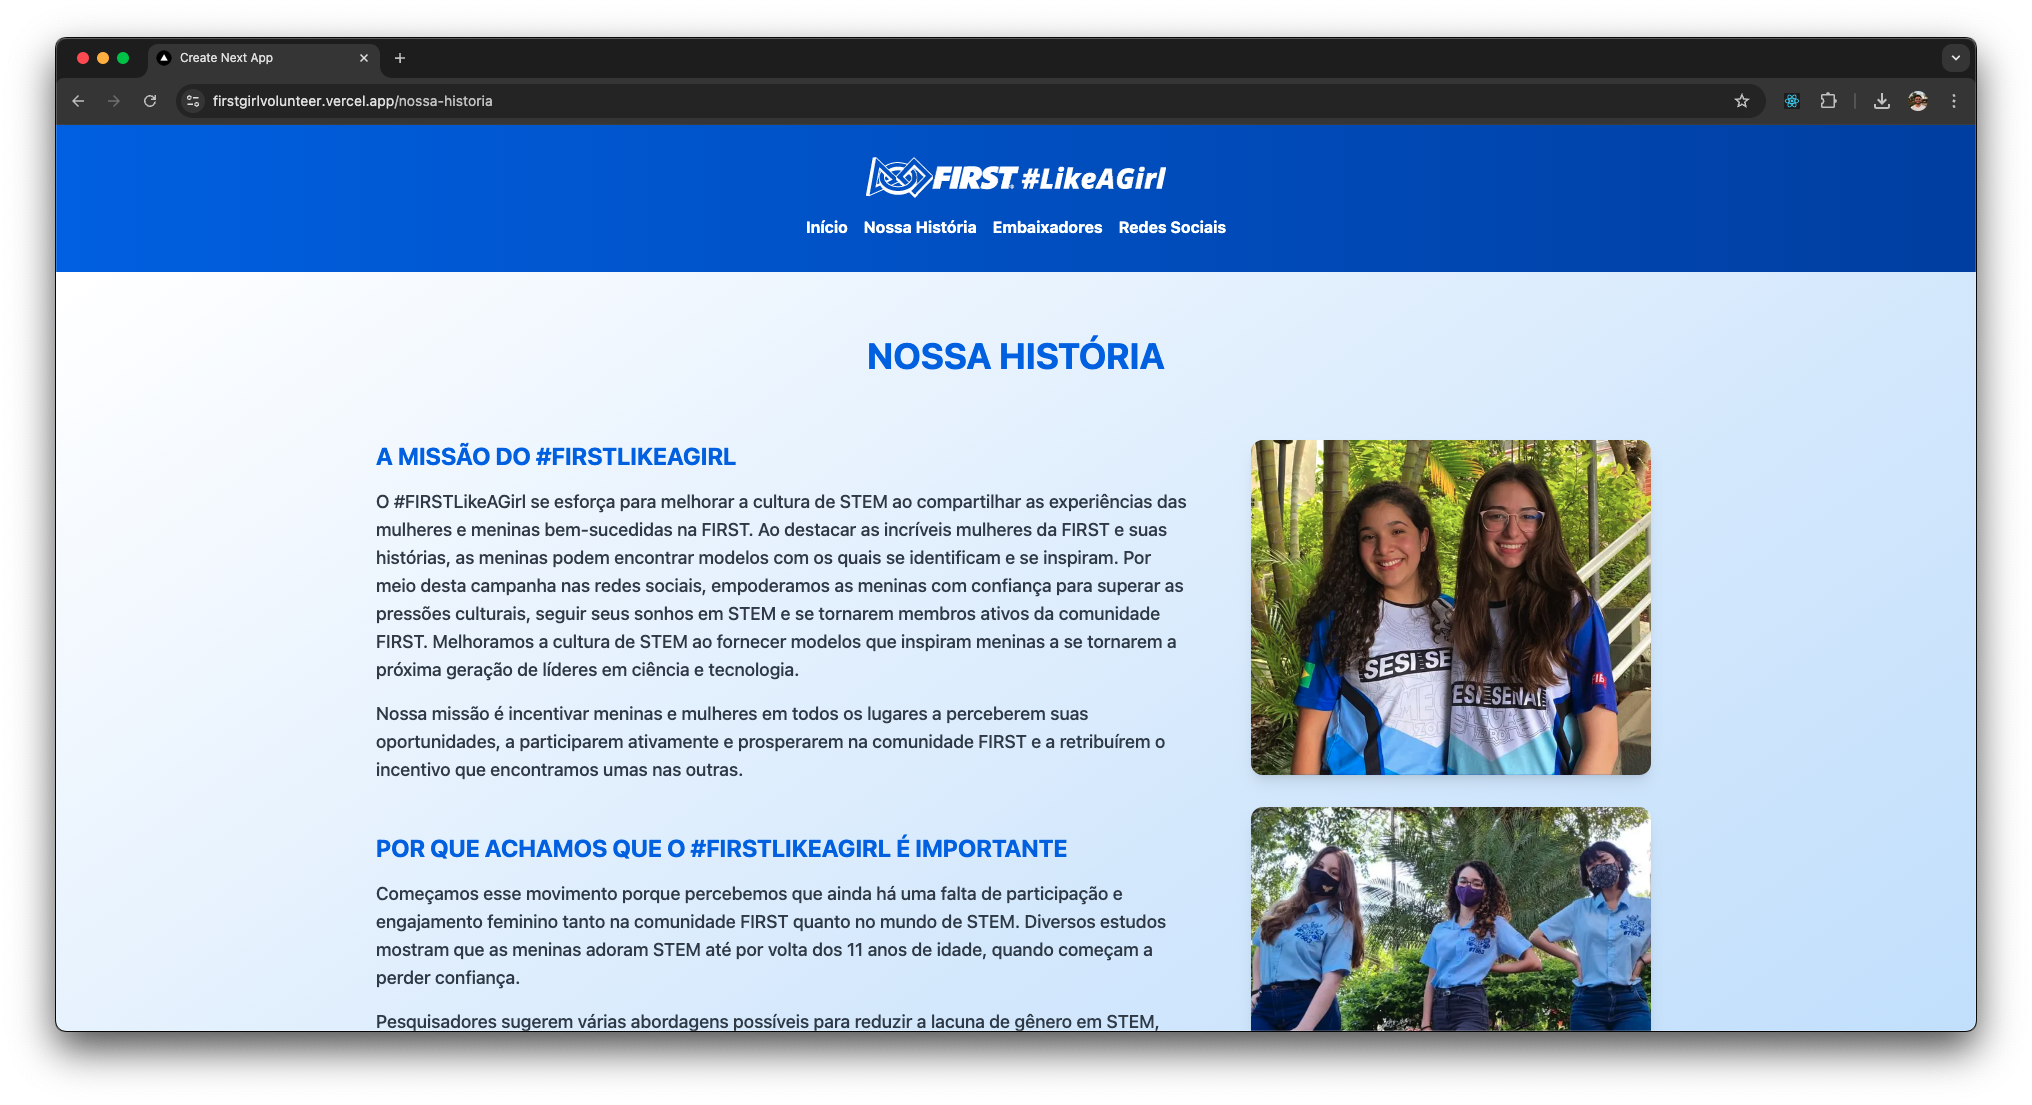 Create Next App
firstgirlvolunteer.vercel.app/nossa-historia
FIRST #LikeAGirl
Início Nossa História Embaixadores Redes Sociais
NOSSA HISTÓRIA
A MISSÃO DO #FIRSTLIKEAGIRL
O #FIRSTLikeAGirl se esforça para melhorar a cultura de STEM ao compartilhar as experiências das
mulheres e meninas bem-sucedidas na FIRST. Ao destacar as incríveis mulheres da FIRST e suas
histórias, as meninas podem encontrar modelos com os quais se identificam e se inspiram. Por
meio desta campanha nas redes sociais, empoderamos as meninas com confiança para superar as
pressões culturais, seguir seus sonhos em STEM e se tornarem membros ativos da comunidade
FIRST. Melhoramos a cultura de STEM ao fornecer modelos que inspiram meninas a se tornarem a
próxima geração de líderes em ciência e tecnologia.
Nossa missão é incentivar meninas e mulheres em todos os lugares a perceberem suas
oportunidades, a participarem ativamente e prosperarem na comunidade FIRST e a retribuírem o
incentivo que encontramos umas nas outras.
SESI SE
ESI SENAI
POR QUE ACHAMOS QUE O #FIRSTLIKEAGIRL É IMPORTANTE
Começamos esse movimento porque percebemos que ainda há uma falta de participação e
engajamento feminino tanto na comunidade FIRST quanto no mundo de STEM. Diversos estudos
mostram que as meninas adoram STEM até por volta dos 11 anos de idade, quando começam a
perder confiança.
Pesquisadores sugerem várias abordagens possíveis para reduzir a lacuna de gênero em STEM,